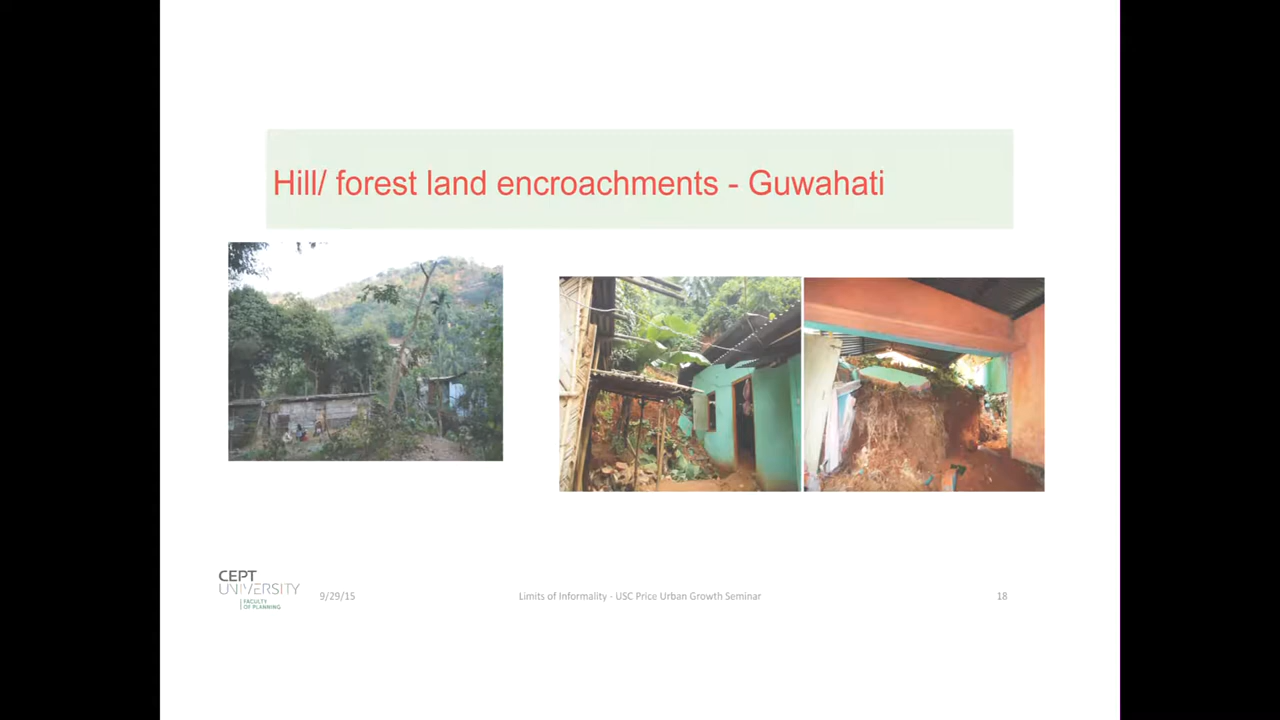 Hill/ forest land encroachments - Guwahati
CEPT
UNIVERSITY
FACULTY
OF PLANNING
9/29/15
Limits of Informality - USC Price Urban Growth Seminar
18